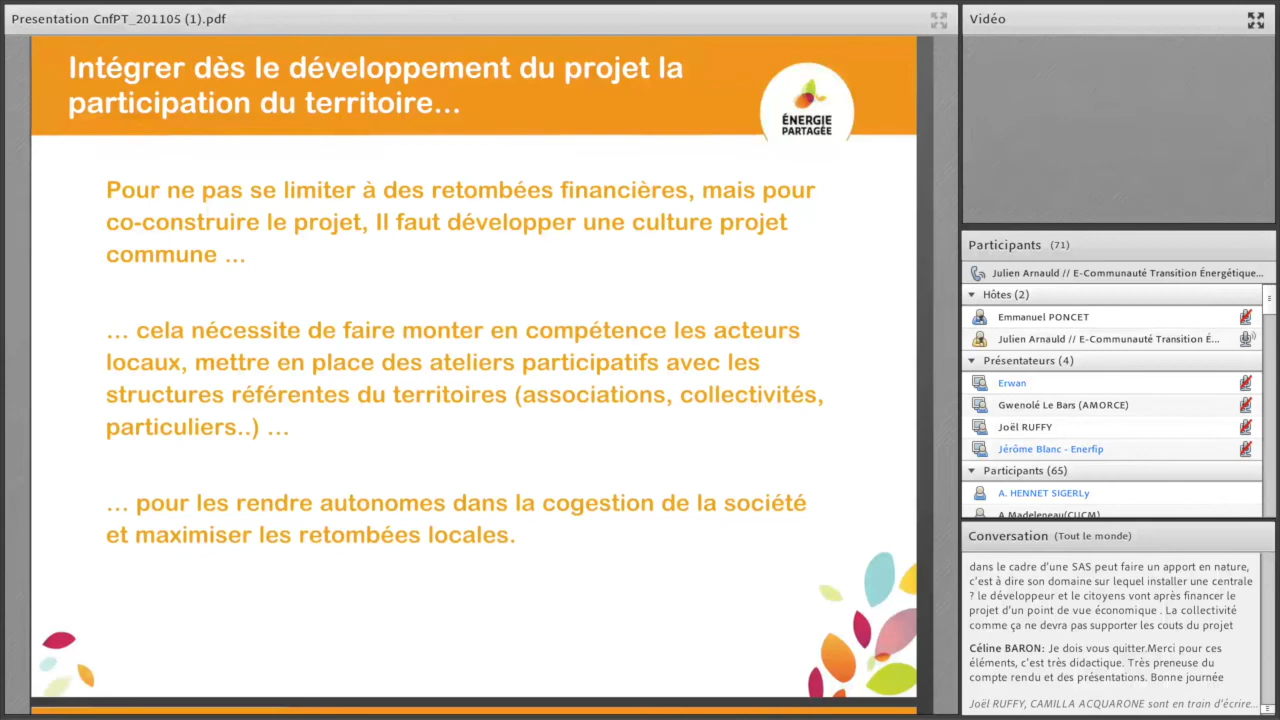 Presentation CnfPT_201105 (1).pdf
Intégrer dès le développement du projet la
participation du territoire...
ÉNERGIE
PARTAGÉE
Pour ne pas se limiter à des retombées financières, mais pour
co-construire le projet, Il faut développer une culture projet
commune ...
... cela nécessite de faire monter en compétence les acteurs
locaux, mettre en place des ateliers participatifs avec les
structures référentes du territoires (associations, collectivités,
particuliers..) ...
... pour les rendre autonomes dans la cogestion de la société
et maximiser les retombées locales.
Vidéo
Participants (71)
Julien Arnauld // E-Communauté Transition Énergétique...
Hôtes (2)
Emmanuel PONCET
Julien Arnauld // E-Communauté Transition É...
Présentateurs (4)
Erwan
Gwenolé Le Bars (AMORCE)
Joël RUFFY
Jérôme Blanc - Enerfip
Participants (65)
A. HENNET SIGERLy
A.Madeleneau(CUCM)
Conversation (Tout le monde)
dans le cadre d'une SAS peut faire un apport en nature,
c'est à dire son domaine sur lequel installer une centrale
? le développeur et le citoyens vont après financer le
projet d'un point de vue économique . La collectivité
comme ça ne devra pas supporter les couts du projet
Céline BARON: Je dois vous quitter.Merci pour ces
éléments, c'est très didactique. Très preneuse du
compte rendu et des présentations. Bonne journée
Joël RUFFY, CAMILLA ACQUARONE sont en train d'écrire...